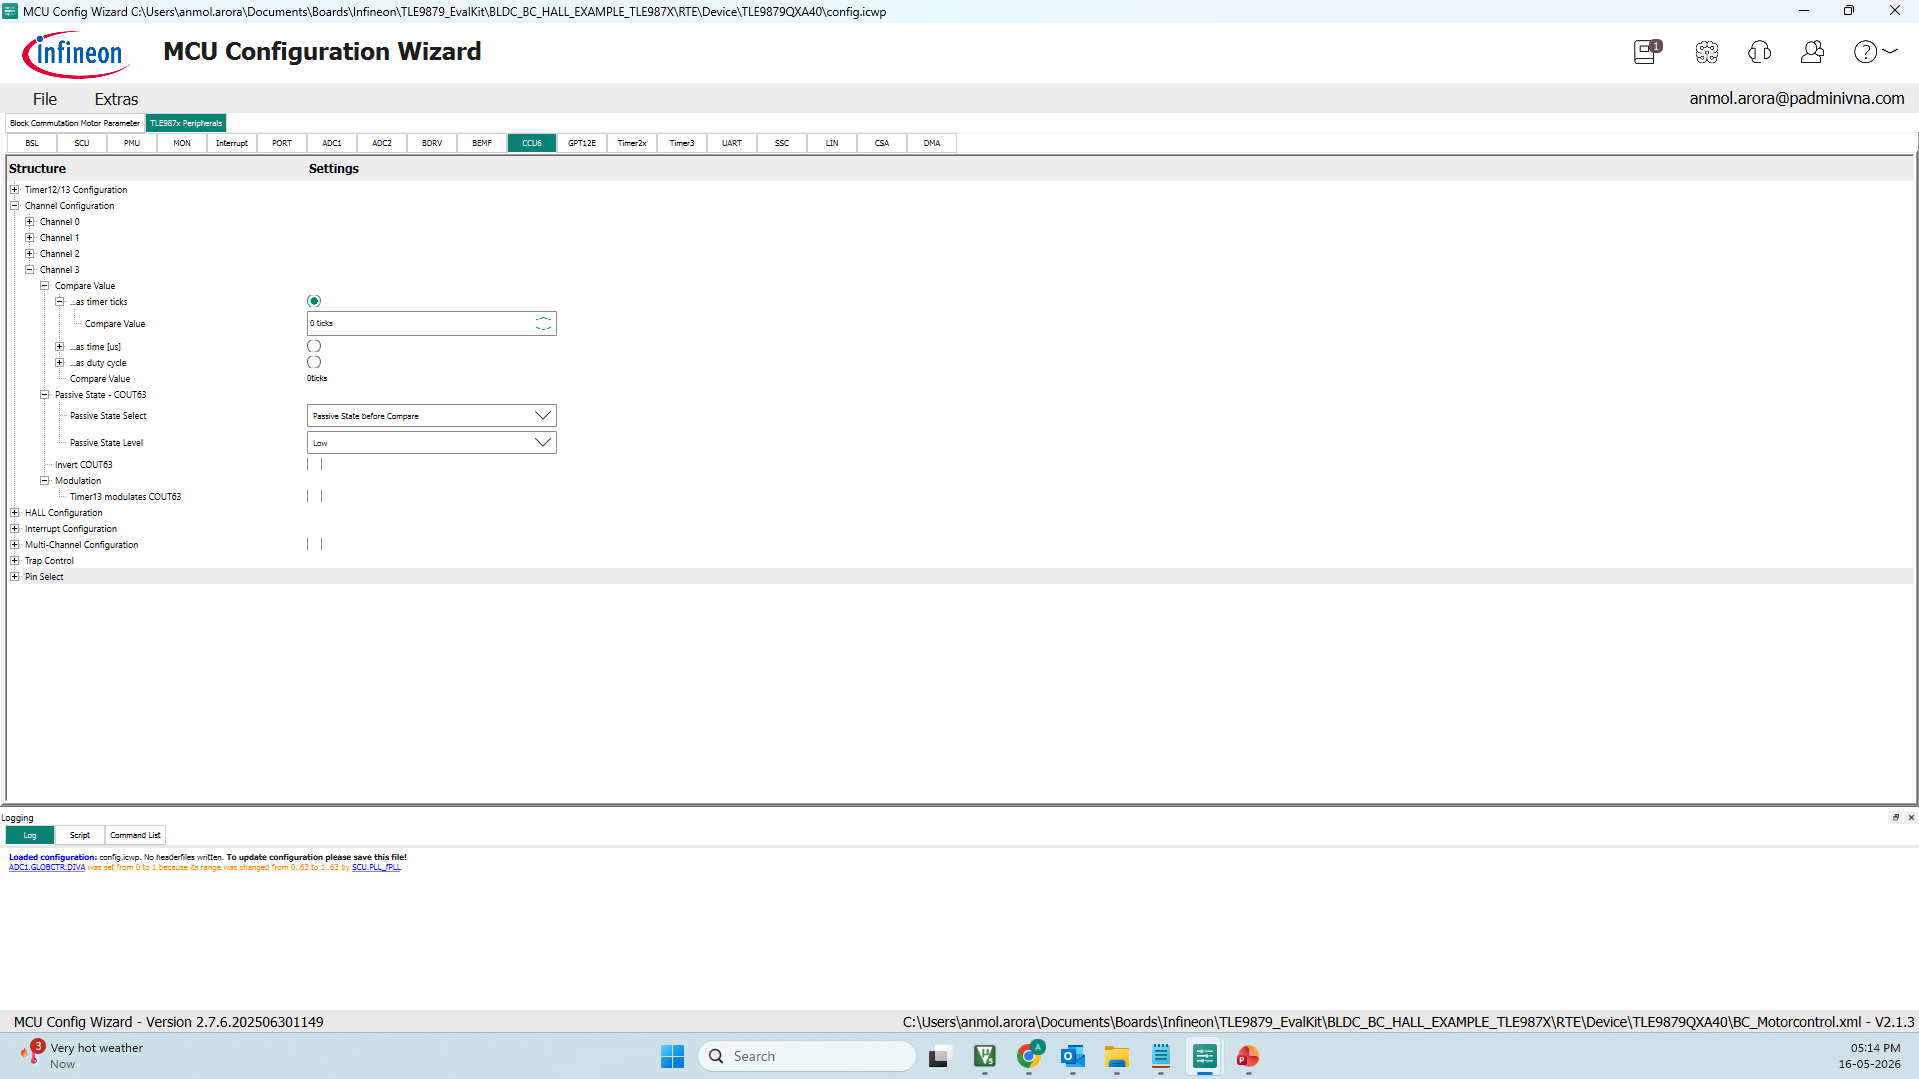 MCU Config Wizard C:\Users\anmol.arora\Documents\Boards\Infineon\TLE9879_EvalKit\BLDC_BC_HALL_EXAMPLE_TLE987X\RTE\Device\TLE9879QXA40\config.icwp
infineon
MCU Configuration Wizard
1
?
File Extras
anmol.arora@padminivna.com
Block Commutation Motor Parameter TLE987x Peripherals
BSL SCU PMU MON Interrupt PORT ADC1 ADC2 BDRV BEMF CCU6 GPT12E Timer2x Timer3 UART SSC LIN CSA DMA
Structure Settings
Timer12/13 Configuration
Channel Configuration
Channel 0
Channel 1
Channel 2
Channel 3
Compare Value
...as timer ticks
Compare Value 0 ticks
...as time [us]
...as duty cycle
Compare Value 0ticks
Passive State - COUT63
Passive State Select Passive State before Compare
Passive State Level Low
Invert COUT63
Modulation
Timer13 modulates COUT63
HALL Configuration
Interrupt Configuration
Multi-Channel Configuration
Trap Control
Pin Select
Logging
Log Script Command List
Loaded configuration: config.icwp. No headerfiles written. To update configuration please save this file!
ADC1.GLOBCTR.DIVA was set from 0 to 1 because its range was changed from 0..63 to 1..63 by SCU.PLL_fPLL
MCU Config Wizard - Version 2.7.6.202506301149
C:\Users\anmol.arora\Documents\Boards\Infineon\TLE9879_EvalKit\BLDC_BC_HALL_EXAMPLE_TLE987X\RTE\Device\TLE9879QXA40\BC_Motorcontrol.xml - V2.1.3
3
Very hot weather
Now
Search
A
05:14 PM
16-05-2026